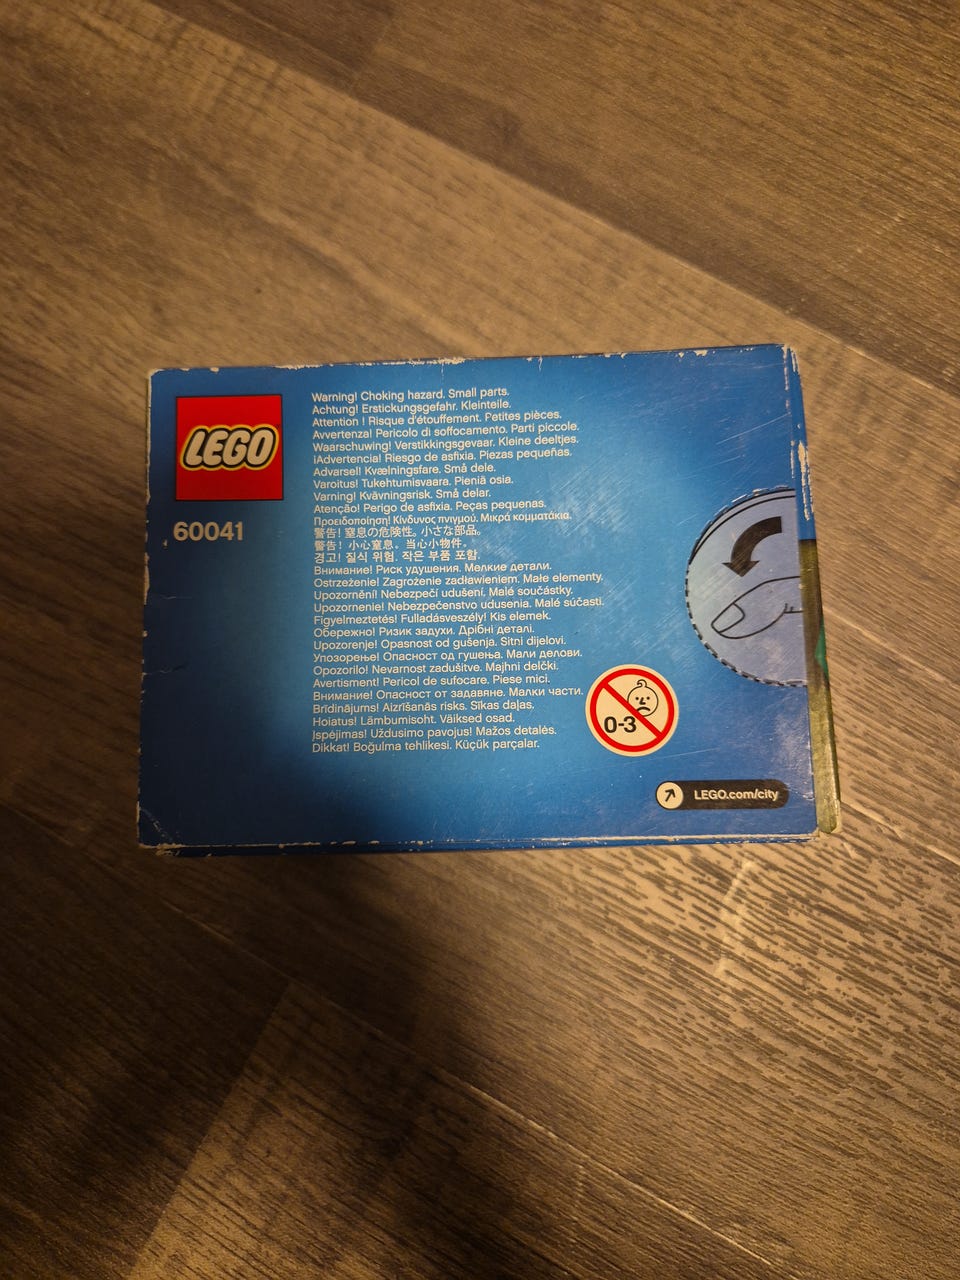 LEGO
60041
Warning! Choking hazard. Small parts.
Achtung! Erstickungsgefahr. Kleinteile.
Attention ! Risque d'étouffement. Petites pièces.
Avvertenza! Pericolo di soffocamento. Parti piccole.
Waarschuwing! Verstikkingsgevaar. Kleine deeltjes.
¡Advertencia! Riesgo de asfixia. Piezas pequeñas.
Advarsel! Kvælningsfare. Små dele.
Varoitus! Tukehtumisvaara. Pieniä osia.
Varning! Kvävningsrisk. Små delar.
Atenção! Perigo de asfixia. Peças pequenas.
Προειδοποίηση! Κίνδυνος πνιγμού. Μικρά κομματάκια.
警告! 窒息の危険性。小さな部品。
警告! 小心窒息。当心小物件。
경고! 질식 위험. 작은 부품 포함.
Внимание! Риск удушения. Мелкие детали.
Ostrzeżenie! Zagrożenie zadławieniem. Małe elementy.
Upozornění! Nebezpečí udušení. Malé součástky.
Upozornenie! Nebezpečenstvo udusenia. Malé súčasti.
Figyelmeztetés! Fulladásveszély! Kis elemek.
Обережно! Ризик задухи. Дрібні деталі.
Upozorenje! Opasnost od gušenja. Sitni dijelovi.
Упозорење! Опасност од гушења. Мали делови.
Opozorilo! Nevarnost zadušitve. Majhni delčki.
Avertisment! Pericol de sufocare. Piese mici.
Внимание! Опасност от задавяне. Малки части.
Brīdinājums! Aizrīšanās risks. Sīkas daļas.
Hoiatus! Lämbumisoht. Väiksed osad.
Įspėjimas! Uždusimo pavojus! Mažos detalės.
Dikkat! Boğulma tehlikesi. Küçük parçalar.
0-3
LEGO.com/city